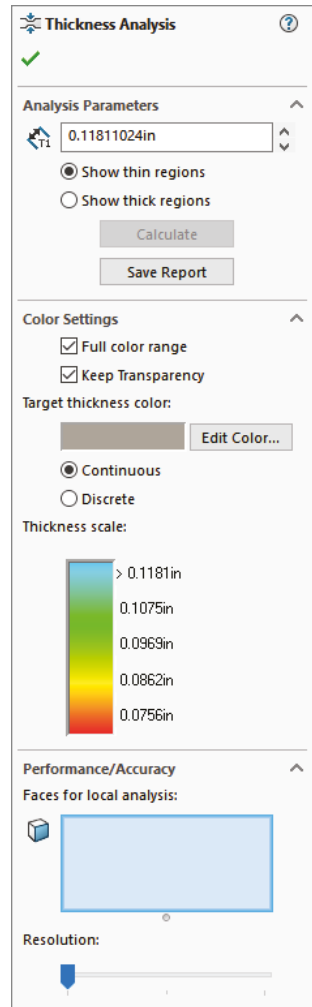 Thickness Analysis
?
Analysis Parameters
T1
0.11811024in
Show thin regions
Show thick regions
Calculate
Save Report
Color Settings
Full color range
Keep Transparency
Target thickness color:
Edit Color...
Continuous
Discrete
Thickness scale:
> 0.1181in
0.1075in
0.0969in
0.0862in
0.0756in
Performance/Accuracy
Faces for local analysis:
Resolution: